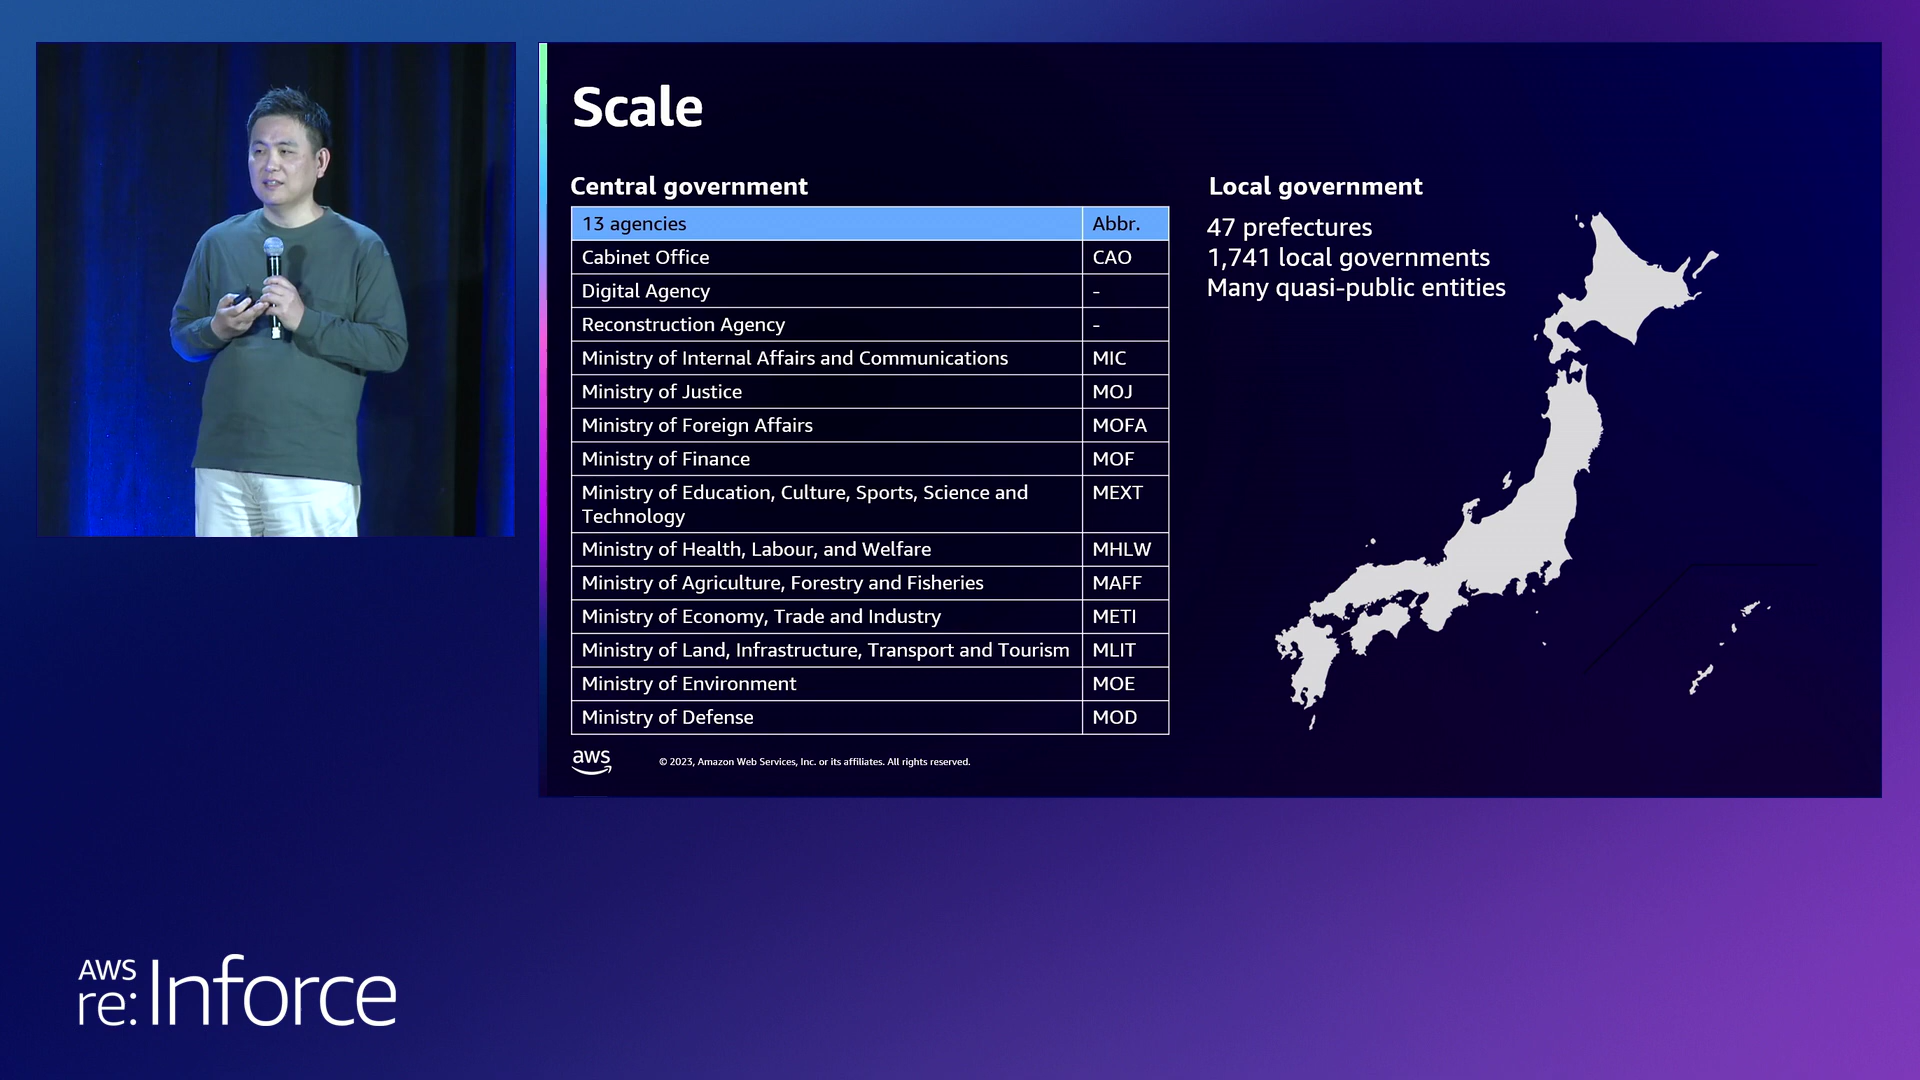 Scale
Central government
13 agencies Abbr.
Cabinet Office CAO
Digital Agency -
Reconstruction Agency -
Ministry of Internal Affairs and Communications MIC
Ministry of Justice MOJ
Ministry of Foreign Affairs MOFA
Ministry of Finance MOF
Ministry of Education, Culture, Sports, Science and MEXT
Technology
Ministry of Health, Labour, and Welfare MHLW
Ministry of Agriculture, Forestry and Fisheries MAFF
Ministry of Economy, Trade and Industry METI
Ministry of Land, Infrastructure, Transport and Tourism MLIT
Ministry of Environment MOE
Ministry of Defense MOD
Local government
47 prefectures
1,741 local governments
Many quasi-public entities
aws
© 2023, Amazon Web Services, Inc. or its affiliates. All rights reserved.
AWS
re:Inforce